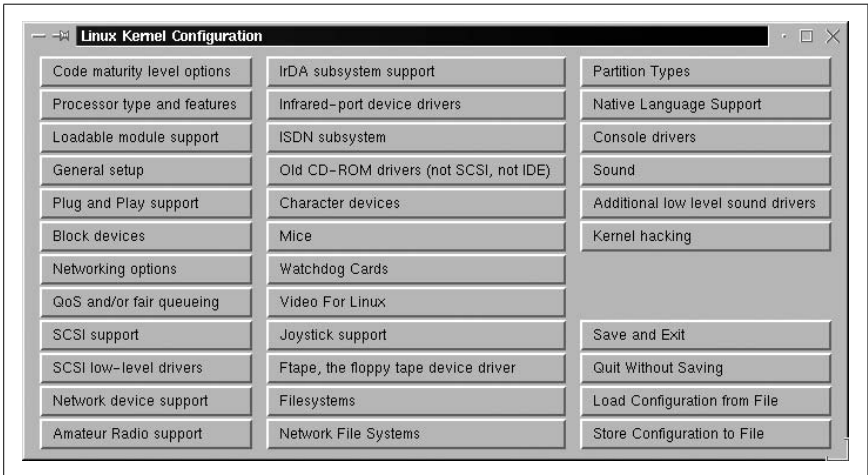 Linux Kernel Configuration
Code maturity level options
Processor type and features
Loadable module support
General setup
Plug and Play support
Block devices
Networking options
QoS and/or fair queueing
SCSI support
SCSI low-level drivers
Network device support
Amateur Radio support
IrDA subsystem support
Infrared-port device drivers
ISDN subsystem
Old CD-ROM drivers (not SCSI, not IDE)
Character devices
Mice
Watchdog Cards
Video For Linux
Joystick support
Ftape, the floppy tape device driver
Filesystems
Network File Systems
Partition Types
Native Language Support
Console drivers
Sound
Additional low level sound drivers
Kernel hacking
Save and Exit
Quit Without Saving
Load Configuration from File
Store Configuration to File